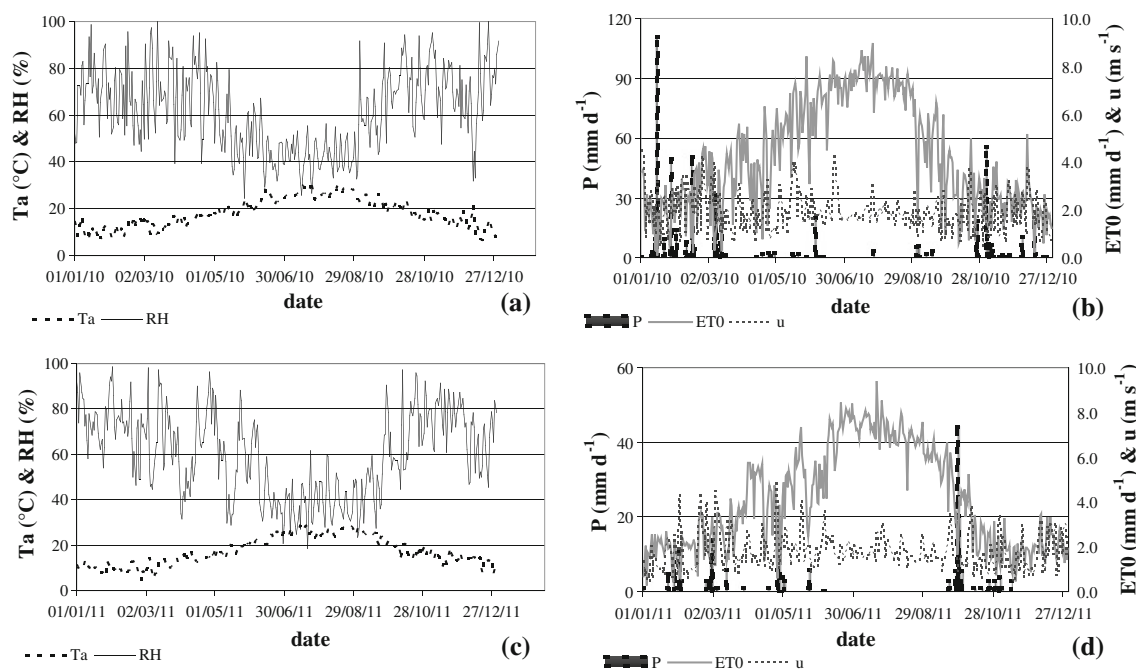 100
80
60
40
20
0
Ta (°C) & RH (%)
01/01/10 02/03/10 01/05/10 30/06/10 29/08/10 28/10/10 27/12/10
date
(a)
Ta RH
120
90
60
30
0
P (mm d⁻¹)
10.0
8.0
6.0
4.0
2.0
0.0
ET0 (mm d⁻¹) & u (m s⁻¹)
01/01/10 02/03/10 01/05/10 30/06/10 29/08/10 28/10/10 27/12/10
date
(b)
P ET0 u
100
80
60
40
20
0
Ta (°C) & RH (%)
01/01/11 02/03/11 01/05/11 30/06/11 29/08/11 28/10/11 27/12/11
date
(c)
Ta RH
60
40
20
0
P (mm d⁻¹)
10.0
8.0
6.0
4.0
2.0
0.0
ET0 (mm d⁻¹) & u (m s⁻¹)
01/01/11 02/03/11 01/05/11 30/06/11 29/08/11 28/10/11 27/12/11
date
(d)
P ET0 u